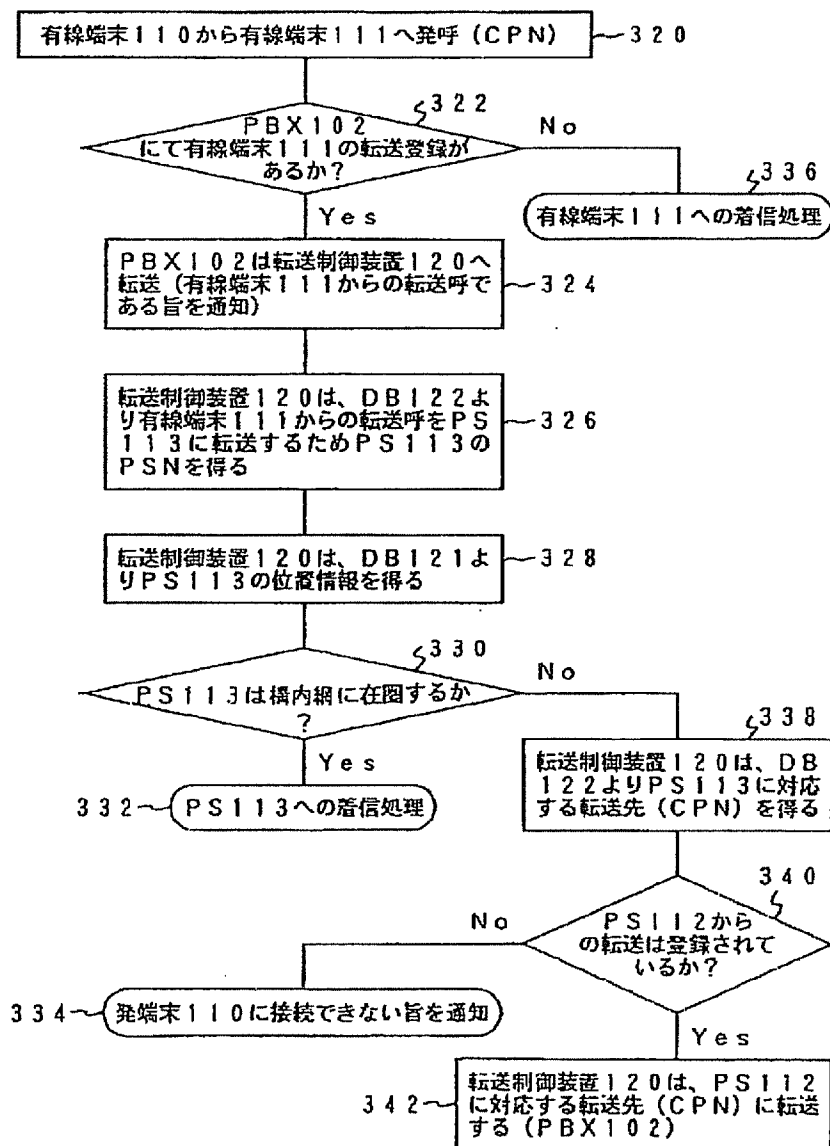 有線端末110から有線端末111へ発呼(CPN)
320
322
PBX102
にて有線端末111の転送登録が
あるか?
No
Yes
336
有線端末111への着信処理
PBX102は転送制御装置120へ
転送(有線端末111からの転送呼で
ある旨を通知)
324
転送制御装置120は、DB122よ
り有線端末111からの転送呼をPS
113に転送するためPS113の
PSNを得る
326
転送制御装置120は、DB121よ
りPS113の位置情報を得る
328
330
PS113は構内網に在圏するか
?
No
Yes
332
PS113への着信処理
338
転送制御装置120は、DB
122よりPS113に対応
する転送先(CPN)を得る
340
PS112から
の転送は登録されて
いるか?
No
334
発端末110に接続できない旨を通知
Yes
342
転送制御装置120は、PS112
に対応する転送先(CPN)に転送
する(PBX102)